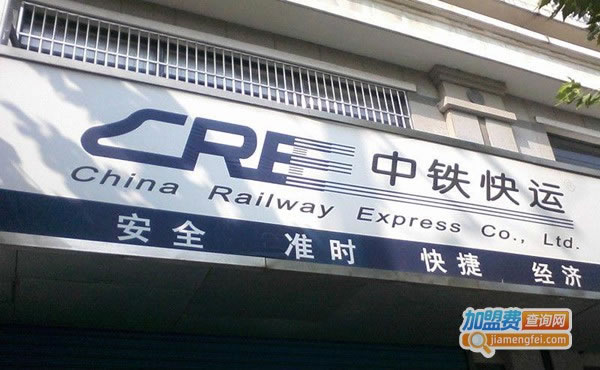 CRE 中铁快运
China Railway Express Co., Ltd.
安全 准时 快捷 经济
加盟费查询网
jiamengfei.com